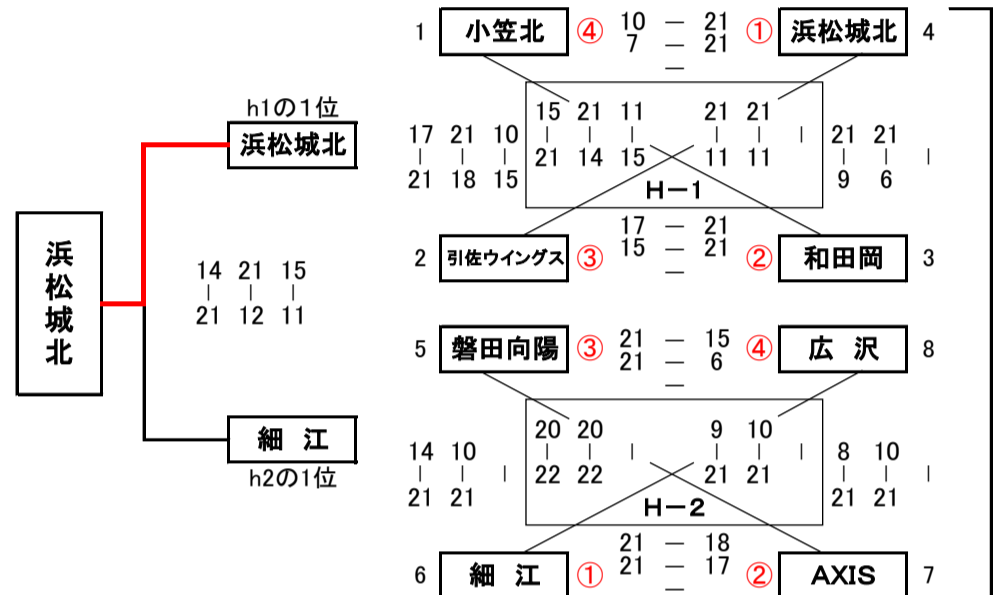 1 小笠北 ④ 10 — 21 ① 浜松城北 4
7 — 21
—
h1の1位
浜松城北
15 21 11 21 21
17 21 10 | | | | | | 21 21
| | | 21 14 15 11 11 | | |
21 18 15 9 6
H－1
17 — 21
2 引佐ウイングス ③ 15 — 21 ② 和田岡 3
—
浜松城北
14 21 15
| | |
21 12 11
5 磐田向陽 ③ 21 — 15 ④ 広 沢 8
21 — 6
—
細 江
h2の1位
20 20 9 10
14 10 | | | | | | 8 10
| | | 22 22 21 21 | | |
21 21 21 21
H－2
21 — 18
6 細 江 ① 21 — 17 ② AXIS 7
—